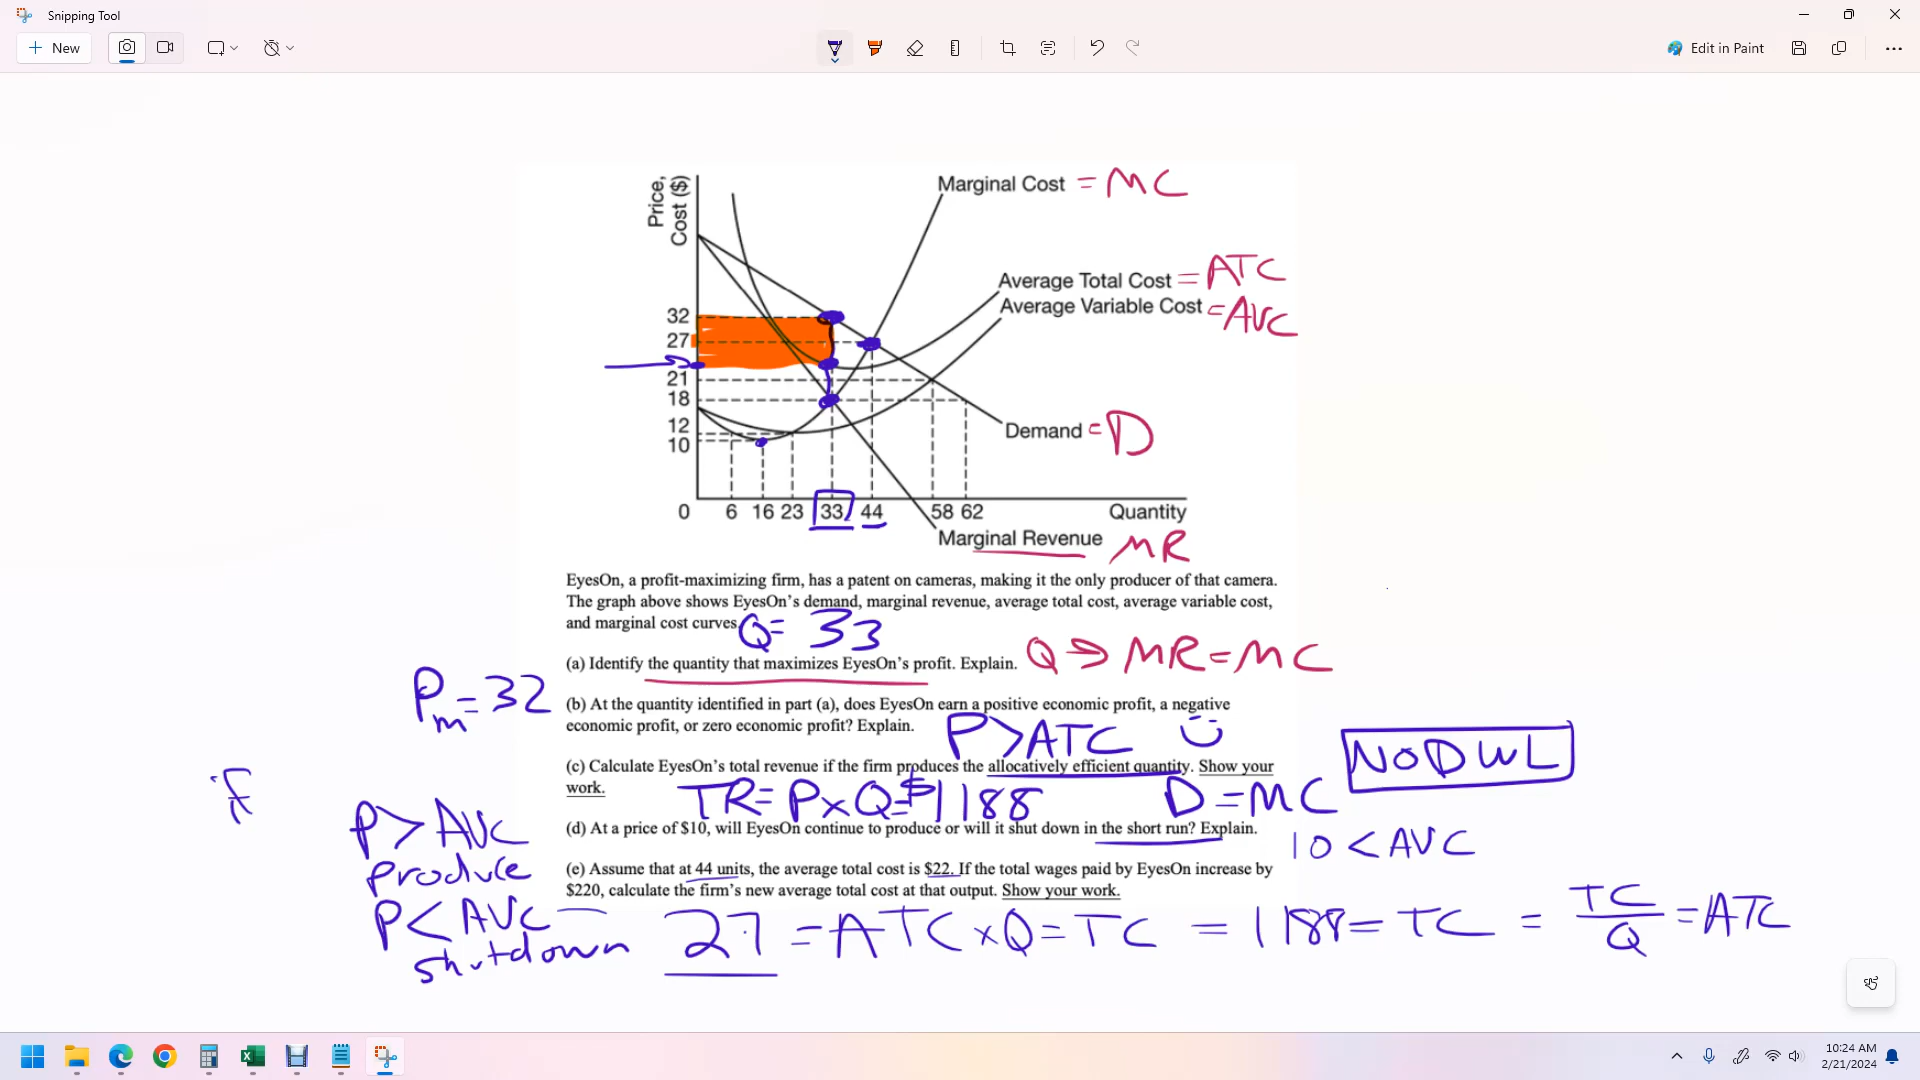 Snipping Tool
New
Edit in Paint
Price,
Cost ($)
Marginal Cost = MC
Average Total Cost = ATC
Average Variable Cost = AVC
32
27
21
18
12
10
Demand = D
0 6 16 23 33 44 58 62 Quantity
Marginal Revenue MR
EyesOn, a profit-maximizing firm, has a patent on cameras, making it the only producer of that camera.
The graph above shows EyesOn's demand, marginal revenue, average total cost, average variable cost,
and marginal cost curves. Q = 33
(a) Identify the quantity that maximizes EyesOn's profit. Explain. Q → MR = MC
Pm = 32
(b) At the quantity identified in part (a), does EyesOn earn a positive economic profit, a negative
economic profit, or zero economic profit? Explain. P > ATC
NO DWL
(c) Calculate EyesOn's total revenue if the firm produces the allocatively efficient quantity. Show your
work. TR = P x Q = $1188 D = MC
P > AVC
produce
(d) At a price of $10, will EyesOn continue to produce or will it shut down in the short run? Explain. 10 < AVC
(e) Assume that at 44 units, the average total cost is $22. If the total wages paid by EyesOn increase by
$220, calculate the firm's new average total cost at that output. Show your work.
P < AVC
shutdown
27 = ATC x Q = TC = 1188 = TC = TC/Q = ATC
10:24 AM
2/21/2024